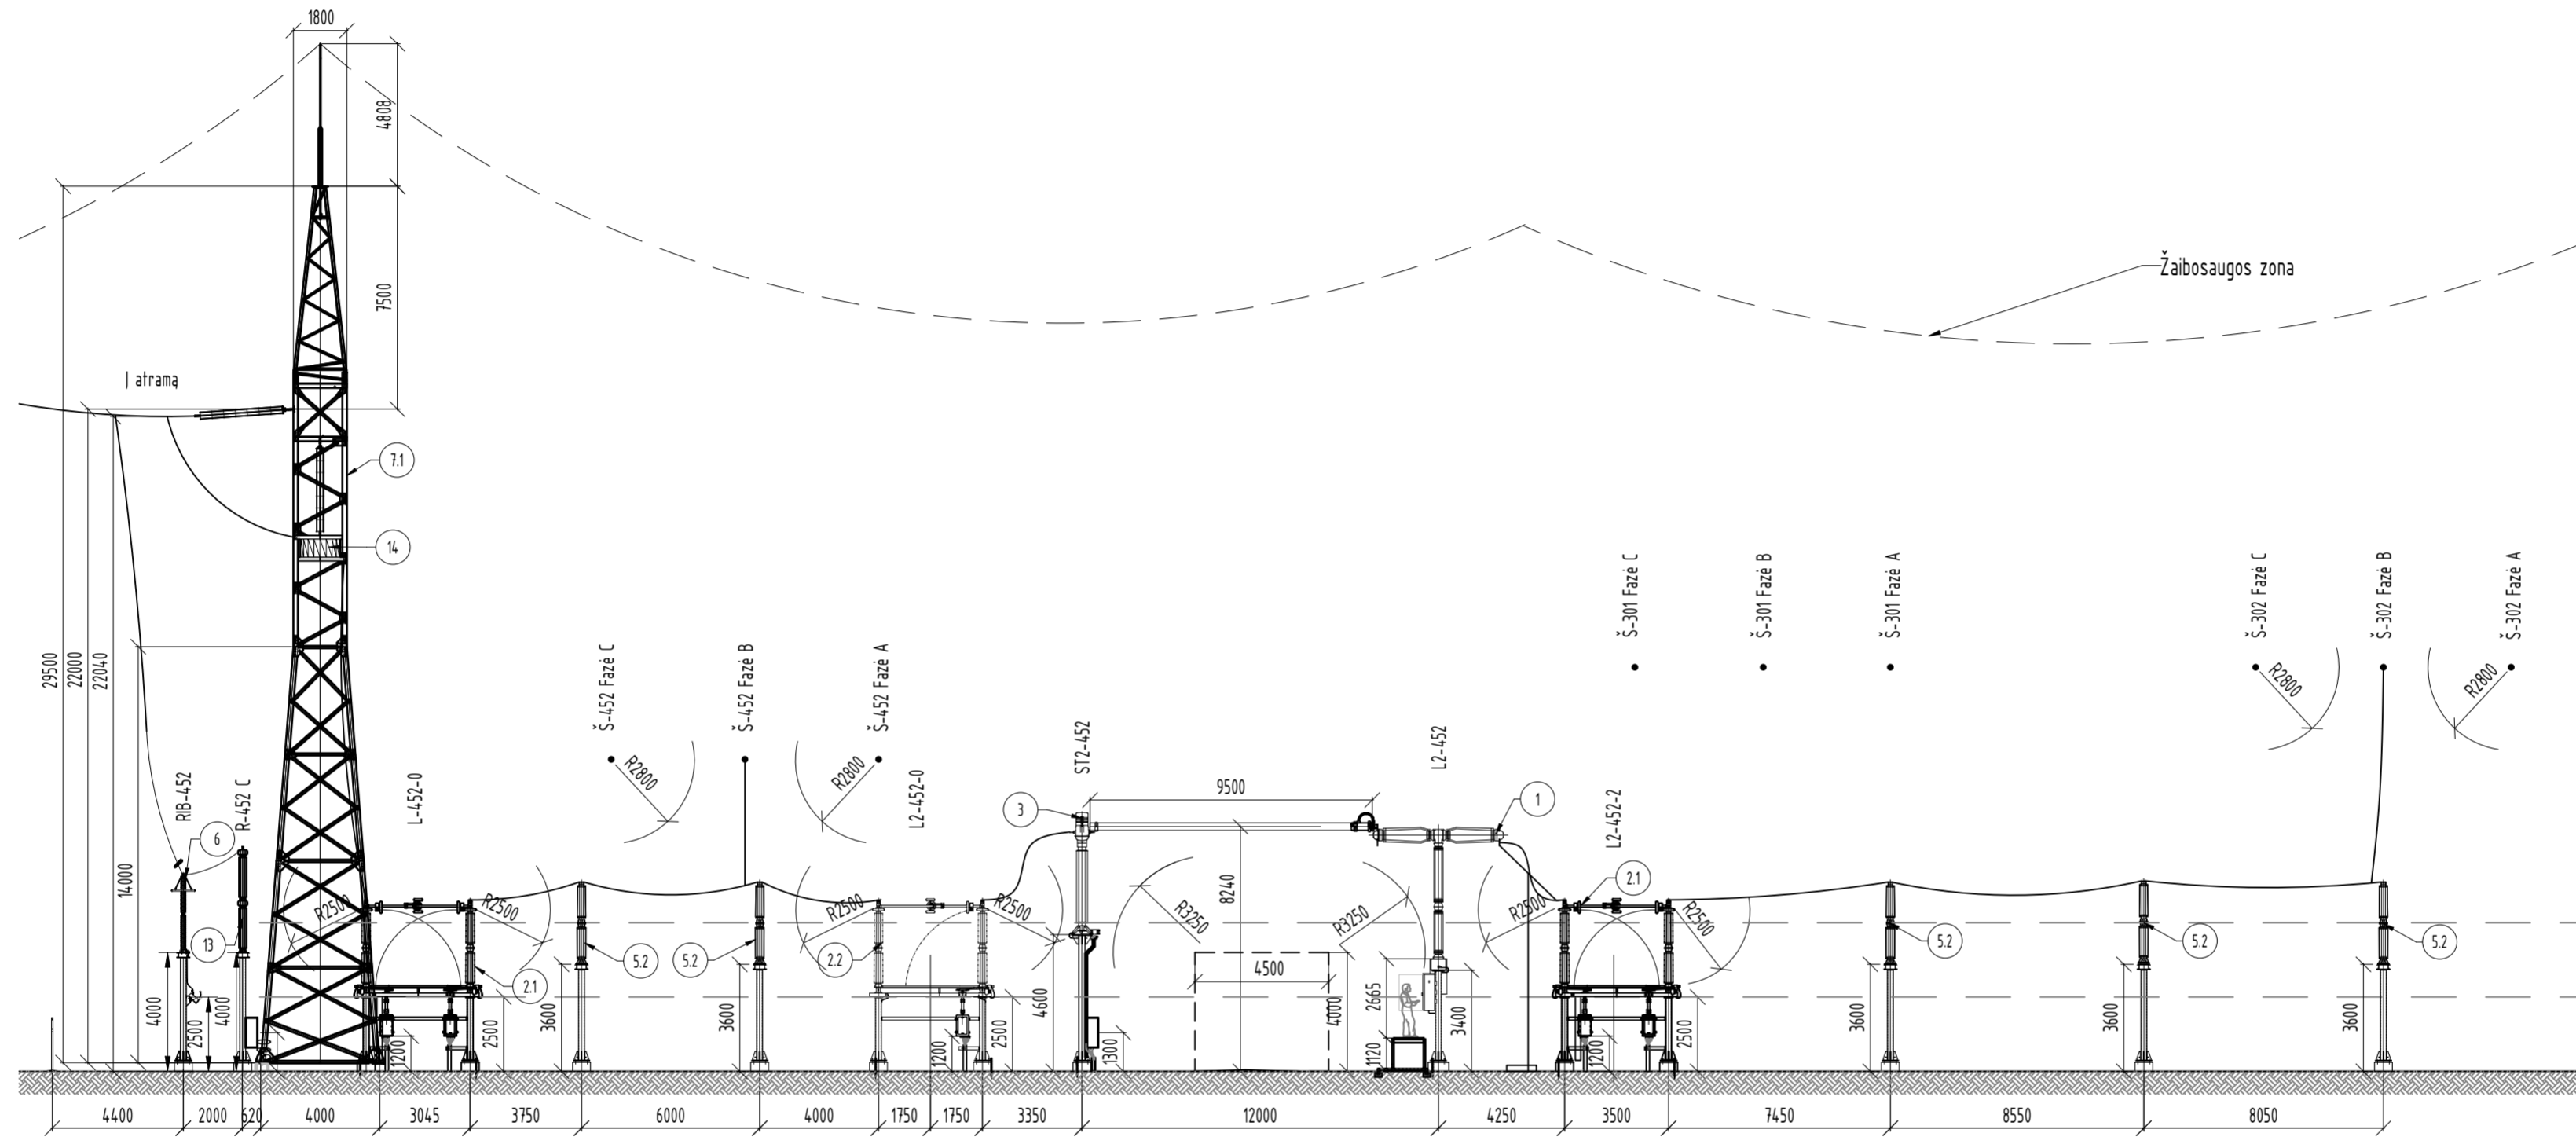 1800
4808
7500
Žaibosaugos zona
Į atramą
7.1
14
29500
22000
22040
14000
Š-301 Fazė C
Š-301 Fazė B
Š-301 Fazė A
Š-302 Fazė C
Š-302 Fazė B
Š-302 Fazė A
R2800
R2800
Š-452 Fazė C
Š-452 Fazė B
Š-452 Fazė A
R2800
R2800
RIB-452
R-452 C
L-452-0
L2-452-0
ST2-452
L2-452
L2-452-2
9500
8240
6
3
1
2.1
13
2.1
5.2
5.2
2.2
5.2
5.2
5.2
R2500
R2500
R2500
R2500
R3250
R3250
R2500
R2500
4500
4000
2500
4000
1200
2500
3600
3600
1200
2500
4600
1300
4000
2665
1120
3400
1200
2500
3600
3600
3600
4400
2000
620
4000
3045
3750
6000
4000
1750
1750
3350
12000
4250
3500
7450
8550
8050